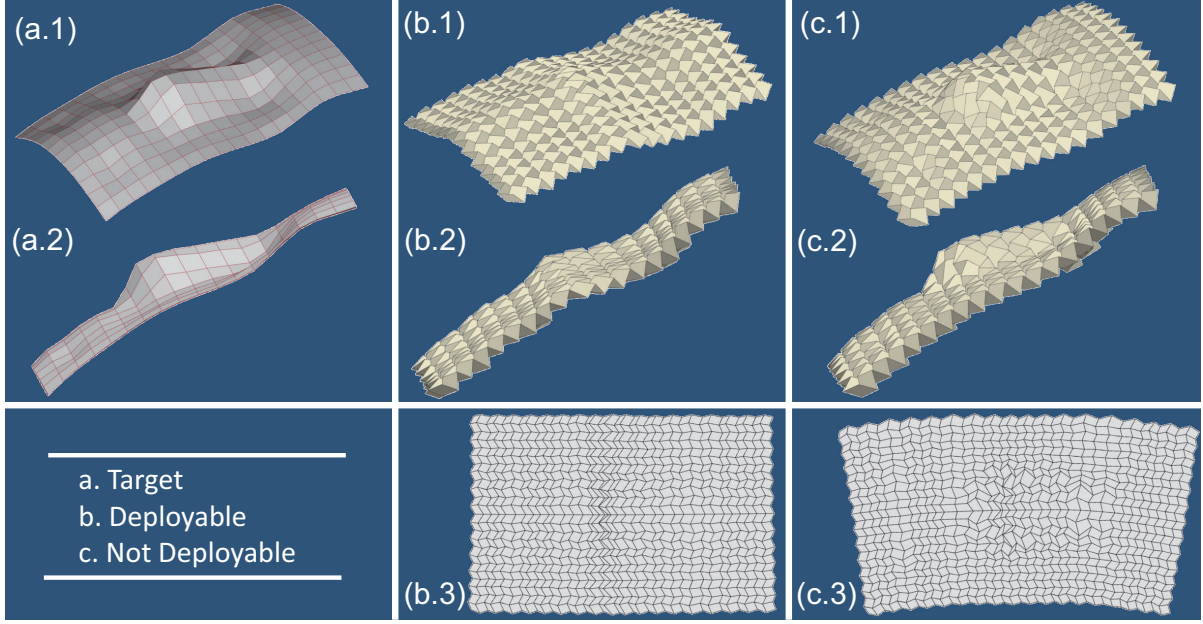 (a.1)
(b.1)
(c.1)
(a.2)
(b.2)
(c.2)
a. Target
b. Deployable
c. Not Deployable
(b.3)
(c.3)